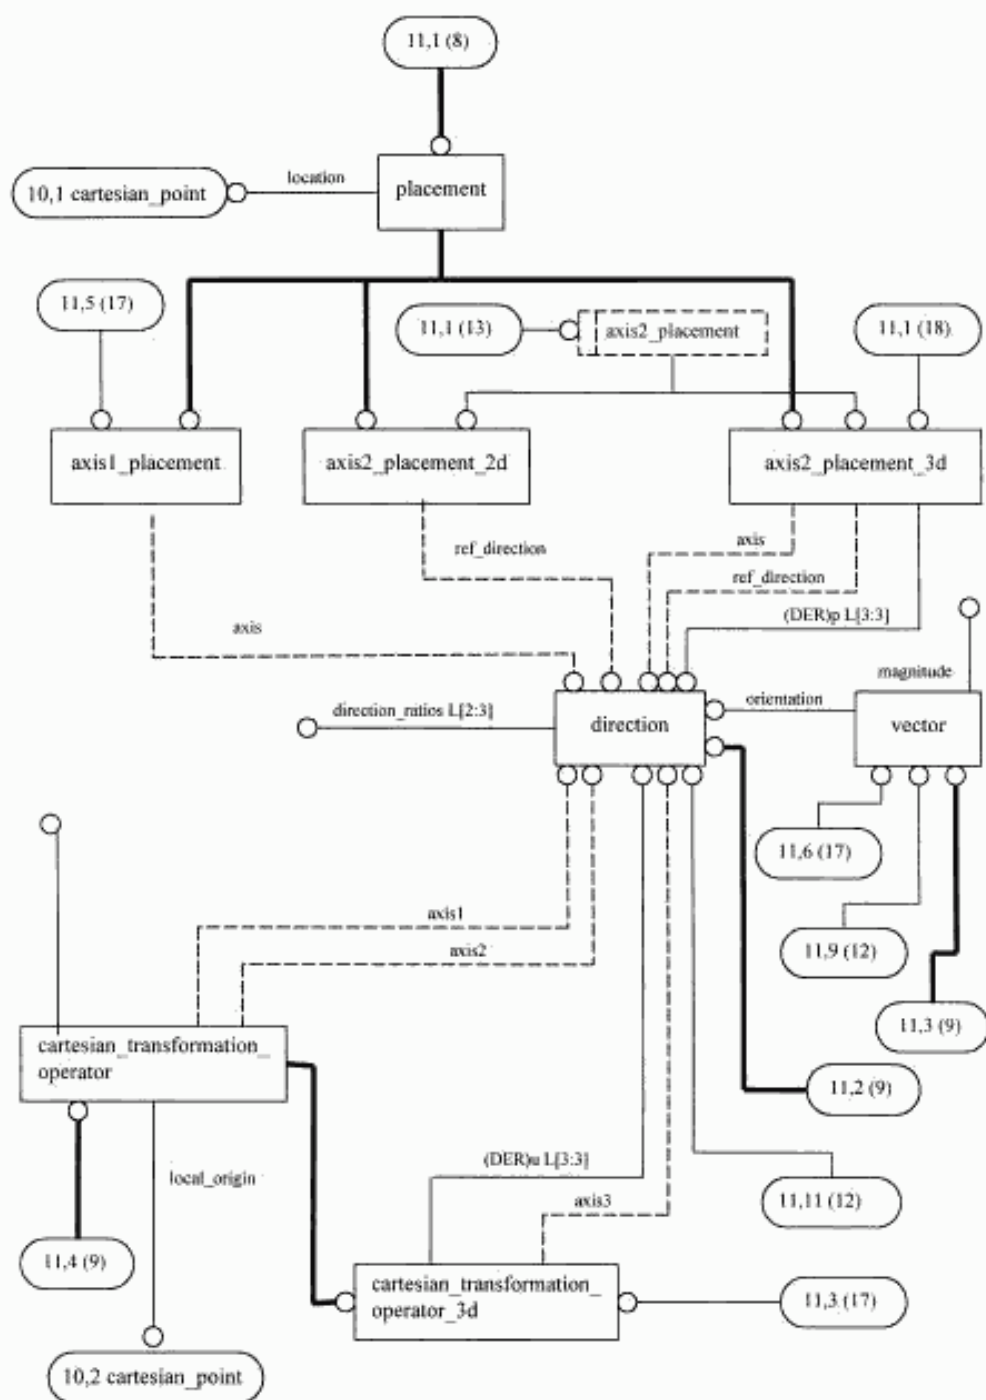 11,1 (8)
location
10,1 cartesian_point
placement
11,5 (17)
11,1 (13)
axis2_placement
11,1 (18)
axis1_placement
axis2_placement_2d
axis2_placement_3d
ref_direction
axis
ref_direction
(DER)p L[3:3]
axis
magnitude
direction_ratios L[2:3]
direction
orientation
vector
11,6 (17)
axis1
axis2
11,9 (12)
11,3 (9)
cartesian_transformation_
operator
11,2 (9)
(DER)u L[3:3]
local_origin
axis3
11,11 (12)
11,4 (9)
cartesian_transformation_
operator_3d
11,3 (17)
10,2 cartesian_point